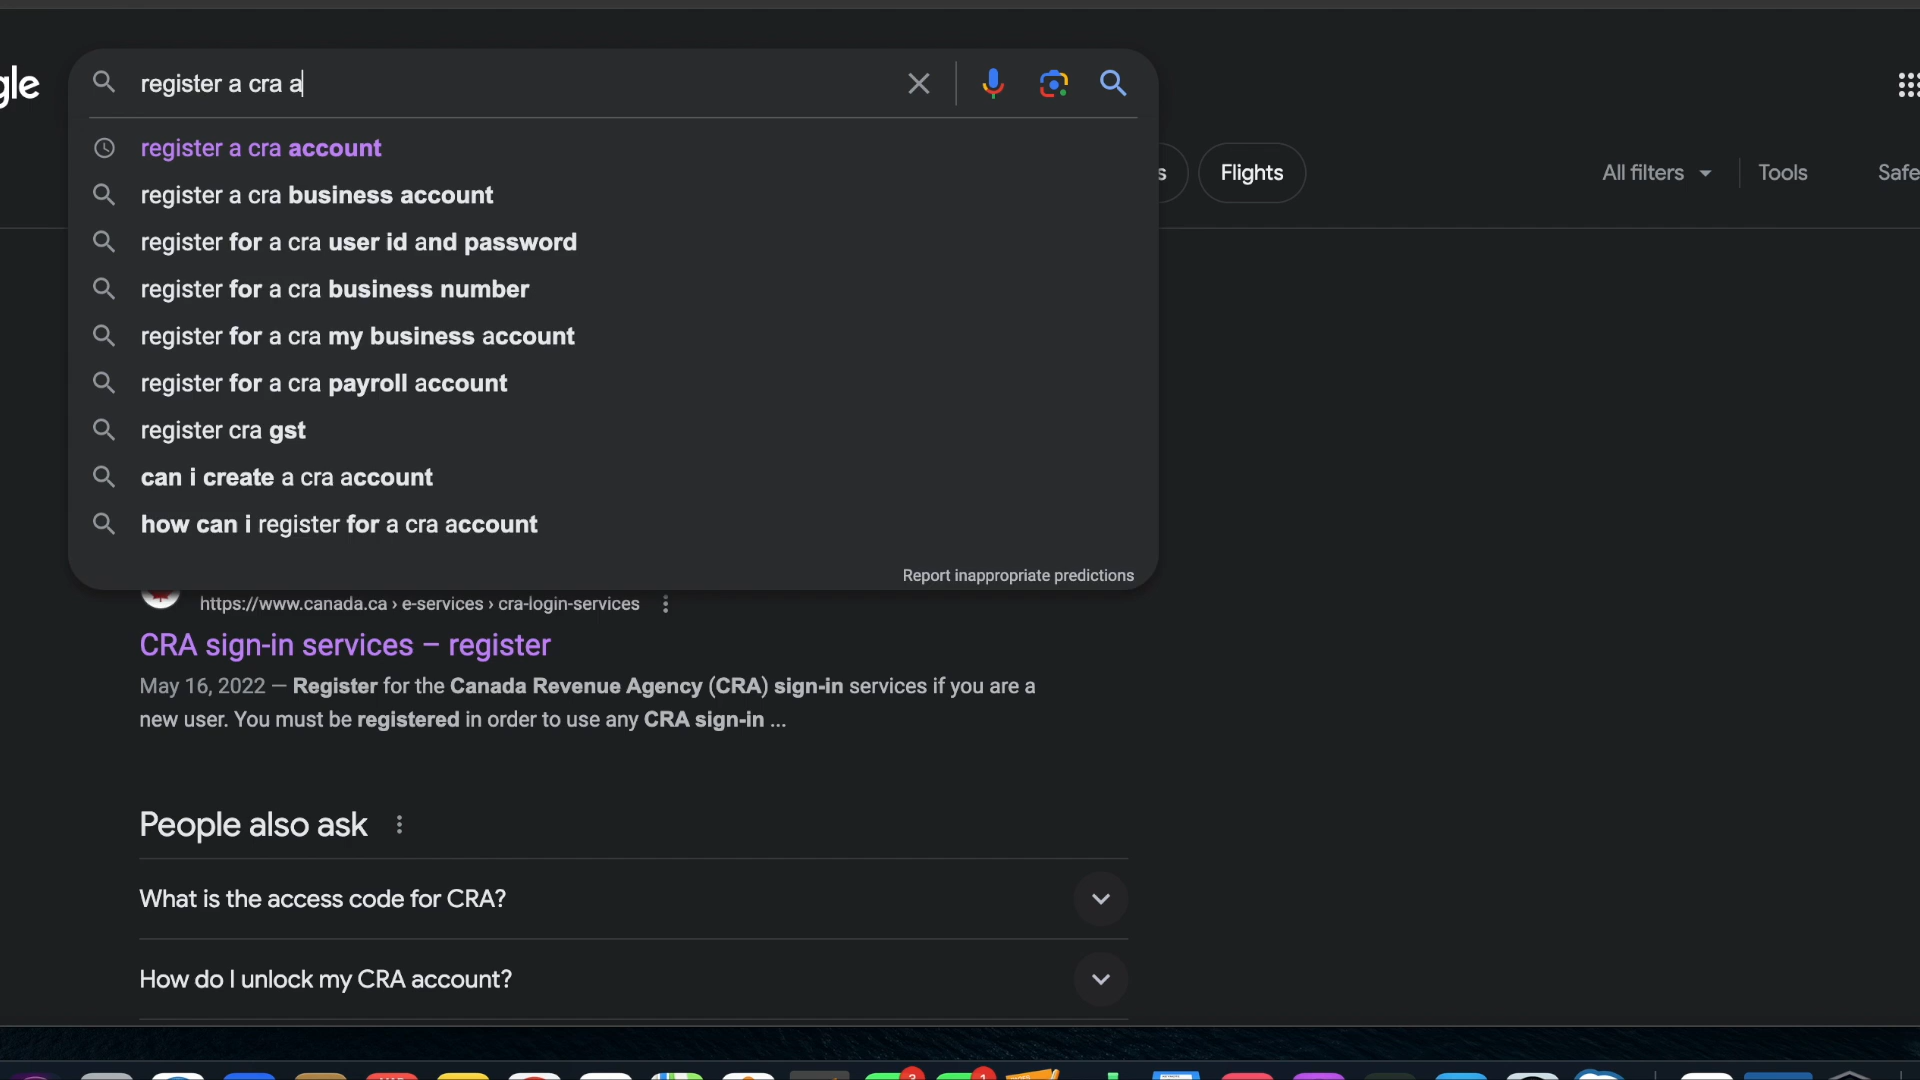 gle
register a cra a
register a cra account
register a cra business account
register for a cra user id and password
register for a cra business number
register for a cra my business account
register for a cra payroll account
register cra gst
can i create a cra account
how can i register for a cra account
Report inappropriate predictions
s
Flights
All filters
Tools
Safe
https://www.canada.ca › e-services › cra-login-services
CRA sign-in services – register
May 16, 2022 — Register for the Canada Revenue Agency (CRA) sign-in services if you are a
new user. You must be registered in order to use any CRA sign-in ...
People also ask
What is the access code for CRA?
How do I unlock my CRA account?